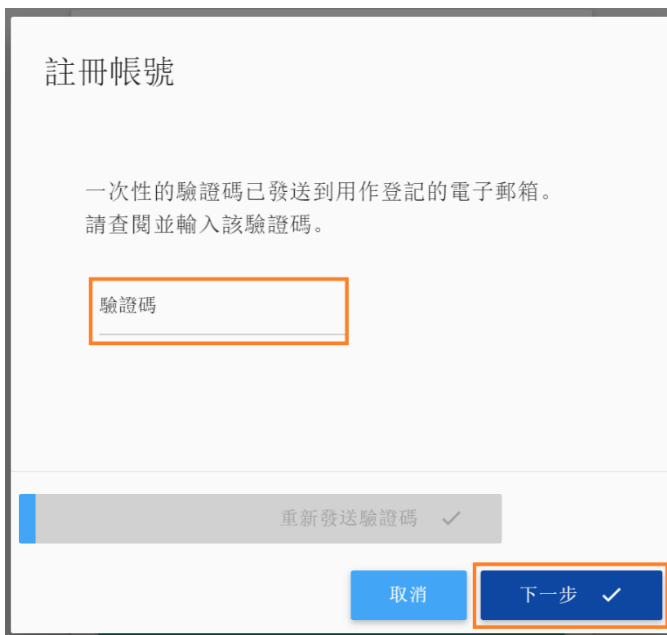 註冊帳號
一次性的驗證碼已發送到用作登記的電子郵箱。
請查閱並輸入該驗證碼。
驗證碼
重新發送驗證碼
取消
下一步